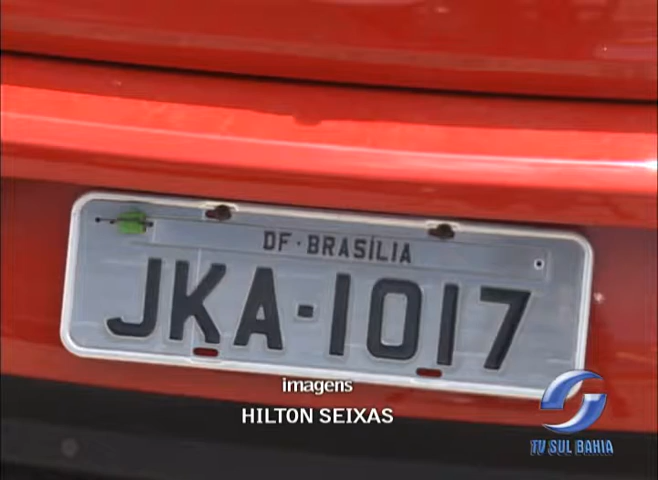 DF·BRASÍLIA
JKA·1017
imagens
HILTON SEIXAS
TV SUL BAHIA